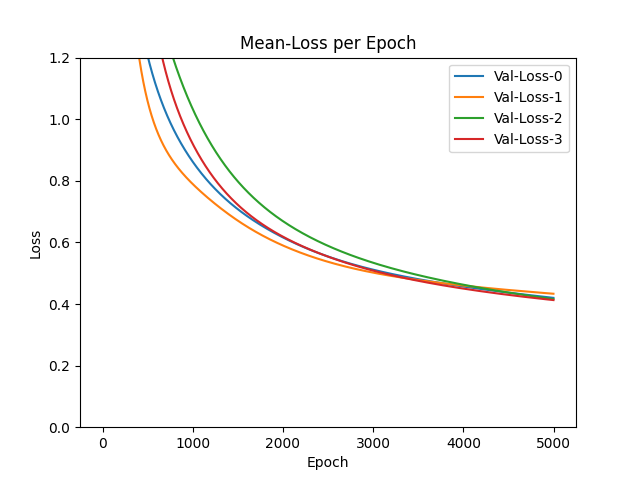 Mean-Loss per Epoch
Val-Loss-0
Val-Loss-1
Val-Loss-2
Val-Loss-3
Loss
1.2
1.0
0.8
0.6
0.4
0.2
0.0
0 1000 2000 3000 4000 5000
Epoch